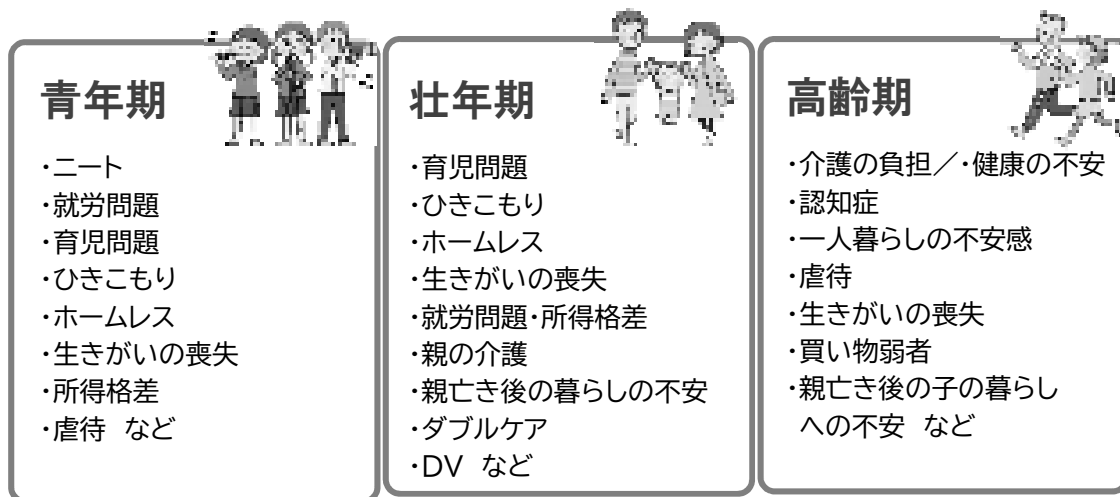 青年期
・ニート
・就労問題
・育児問題
・ひきこもり
・ホームレス
・生きがいの喪失
・所得格差
・虐待 など
壮年期
・育児問題
・ひきこもり
・ホームレス
・生きがいの喪失
・就労問題・所得格差
・親の介護
・親亡き後の暮らしの不安
・ダブルケア
・DV など
高齢期
・介護の負担／・健康の不安
・認知症
・一人暮らしの不安感
・虐待
・生きがいの喪失
・買い物弱者
・親亡き後の子の暮らし
への不安 など